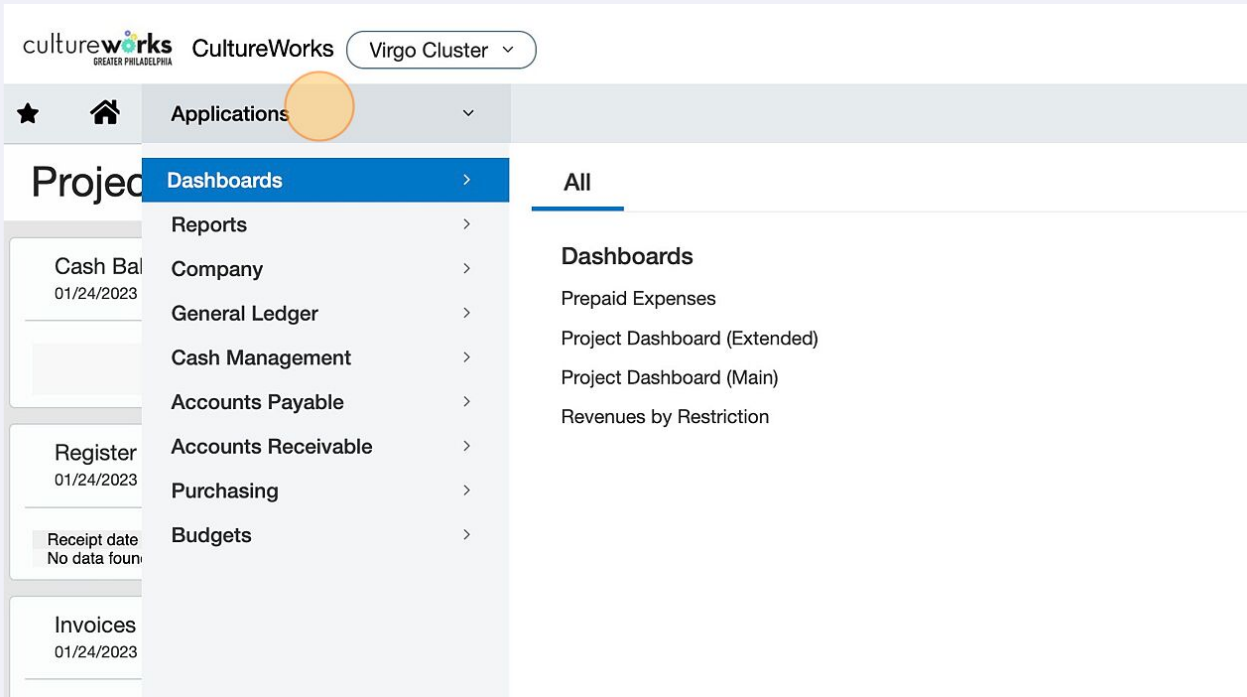 cultureworks CultureWorks Virgo Cluster
GREATER PHILADELPHIA
Applications
Projec
Cash Bal
01/24/2023
Register
01/24/2023
Receipt date
No data foun
Invoices
01/24/2023
Dashboards
Reports
Company
General Ledger
Cash Management
Accounts Payable
Accounts Receivable
Purchasing
Budgets
All
Dashboards
Prepaid Expenses
Project Dashboard (Extended)
Project Dashboard (Main)
Revenues by Restriction